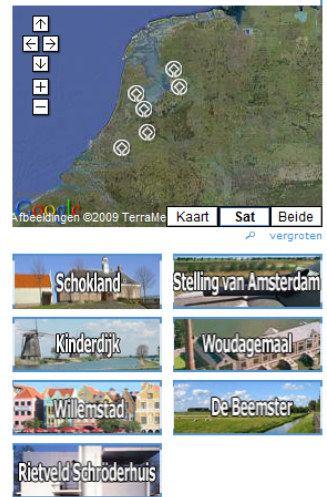 Google
Afbeeldingen ©2009 TerraMe
Kaart Sat Beide
vergroten
Schokland
Stelling van Amsterdam
Kinderdijk
Woudagemaal
Willemstad
De Beemster
Rietveld Schröderhuis